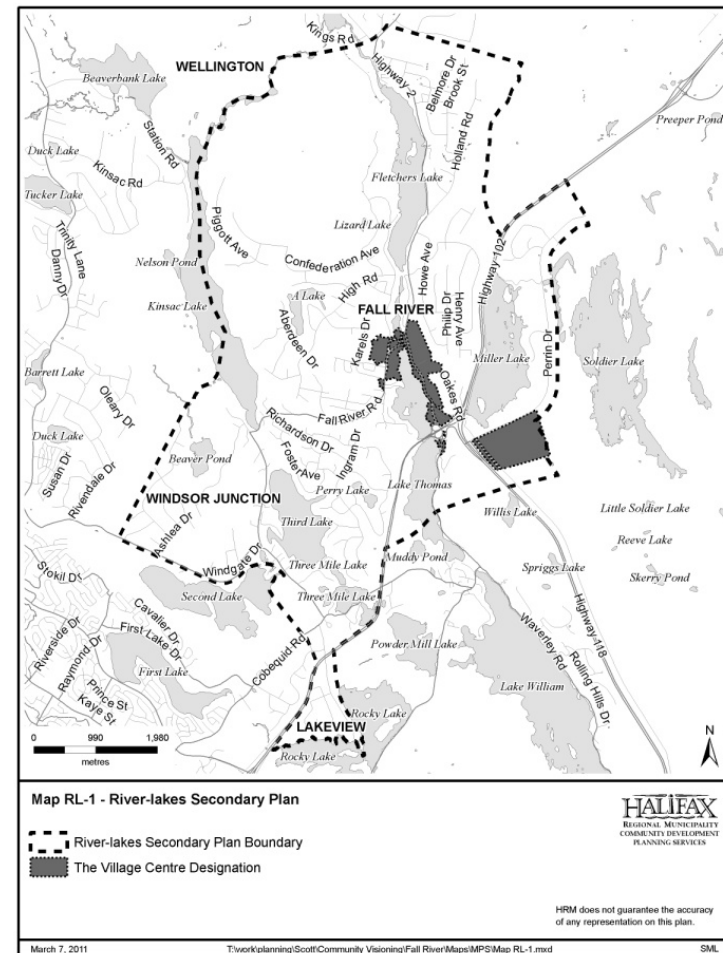 Kings Rd
WELLINGTON
Highway 2
Belmore Dr
Brook St
Beaverbank Lake
Preeper Pond
Station Rd
Holland Rd
Duck Lake
Kinsac Rd
Fletchers Lake
Tucker Lake
Piggott Ave
Lizard Lake
Trinity Lane
Danny Dr
Confederation Ave
Howe Ave
Highway 102
Nelson Pond
High Rd
Kinsac Lake
A Lake
FALL RIVER
Philip Dr
Henry Ave
Aberdeen Dr
Karels Dr
Miller Lake
Perrin Dr
Soldier Lake
Barrett Lake
Oakes Rd
Oleary Dr
Fall River Rd
Richardson Dr
Duck Lake
Susan Dr
Rivendale Dr
Beaver Pond
Foster Ave
Ingram Dr
Perry Lake
Lake Thomas
WINDSOR JUNCTION
Willis Lake
Little Soldier Lake
Third Lake
Ashlea Dr
Reeve Lake
Windgate Dr
Muddy Pond
Three Mile Lake
Spriggs Lake
Skerry Pond
Stokil Dr
Second Lake
Three Mile Lake
Cavalier Dr
Riverside Dr
First Lake Dr
Highway 118
Raymond Dr
Cobequid Rd
Powder Mill Lake
Waverley Rd
First Lake
Rolling Hills Dr
Prince St
Kaye St
Lake William
Rocky Lake
LAKEVIEW
N
0 990 1,980
metres
Rocky Lake
Map RL-1 - River-lakes Secondary Plan
HALIFAX
REGIONAL MUNICIPALITY
COMMUNITY DEVELOPMENT
PLANNING SERVICES
River-lakes Secondary Plan Boundary
The Village Centre Designation
HRM does not guarantee the accuracy
of any representation on this plan.
March 7, 2011 T:\work\planning\Scott\Community Visioning\Fall River\Maps\MPS\Map RL-1.mxd SML